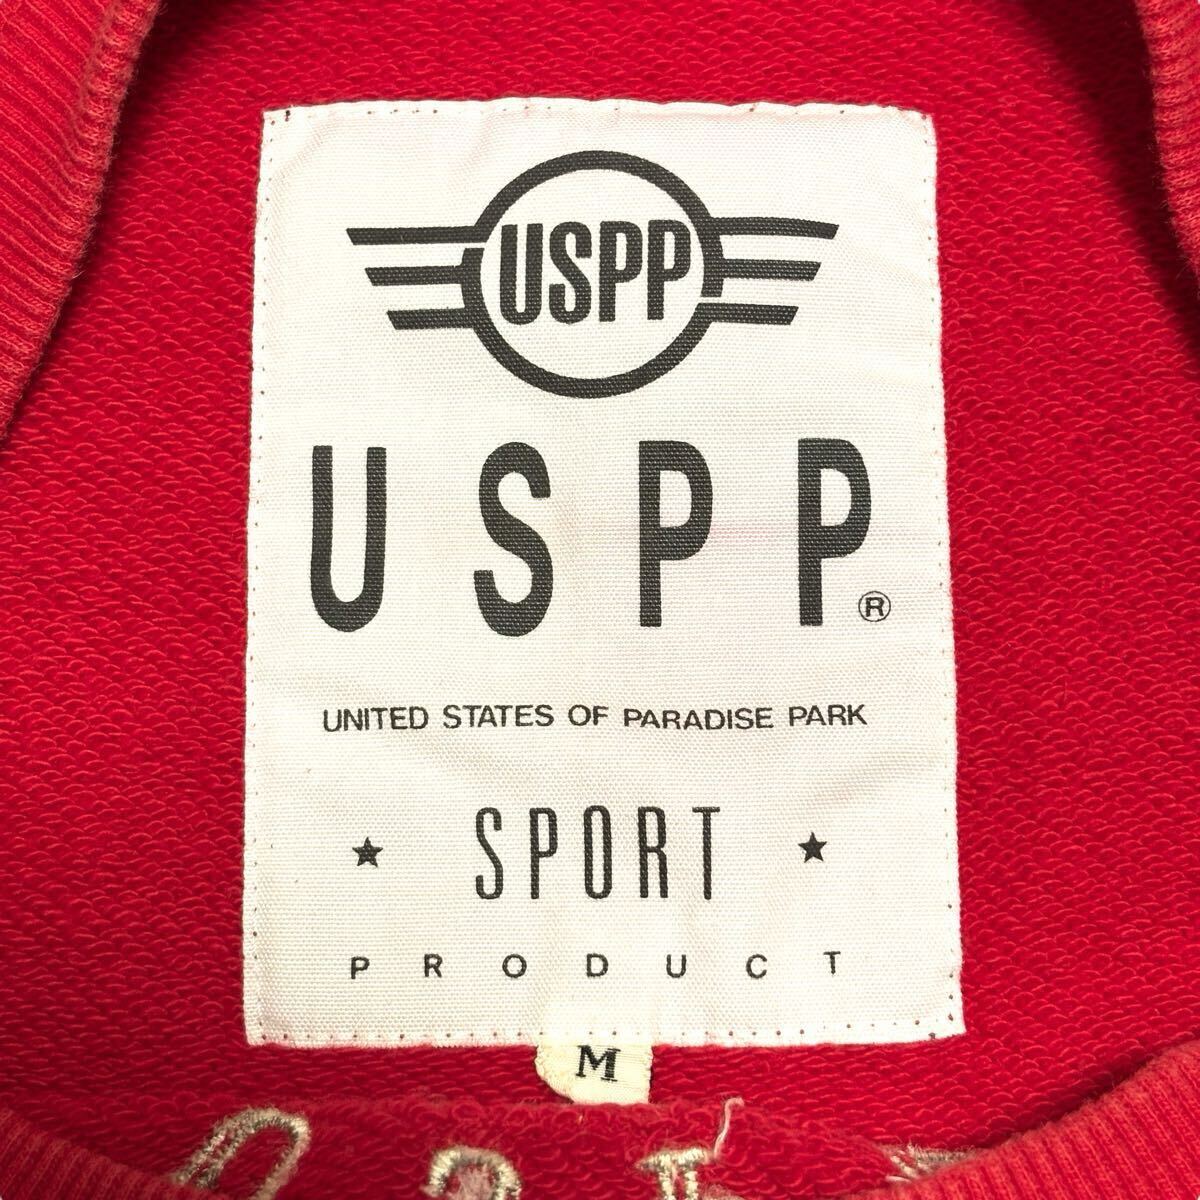 USPP
USPP®
UNITED STATES OF PARADISE PARK
★ SPORT ★
PRODUCT
M